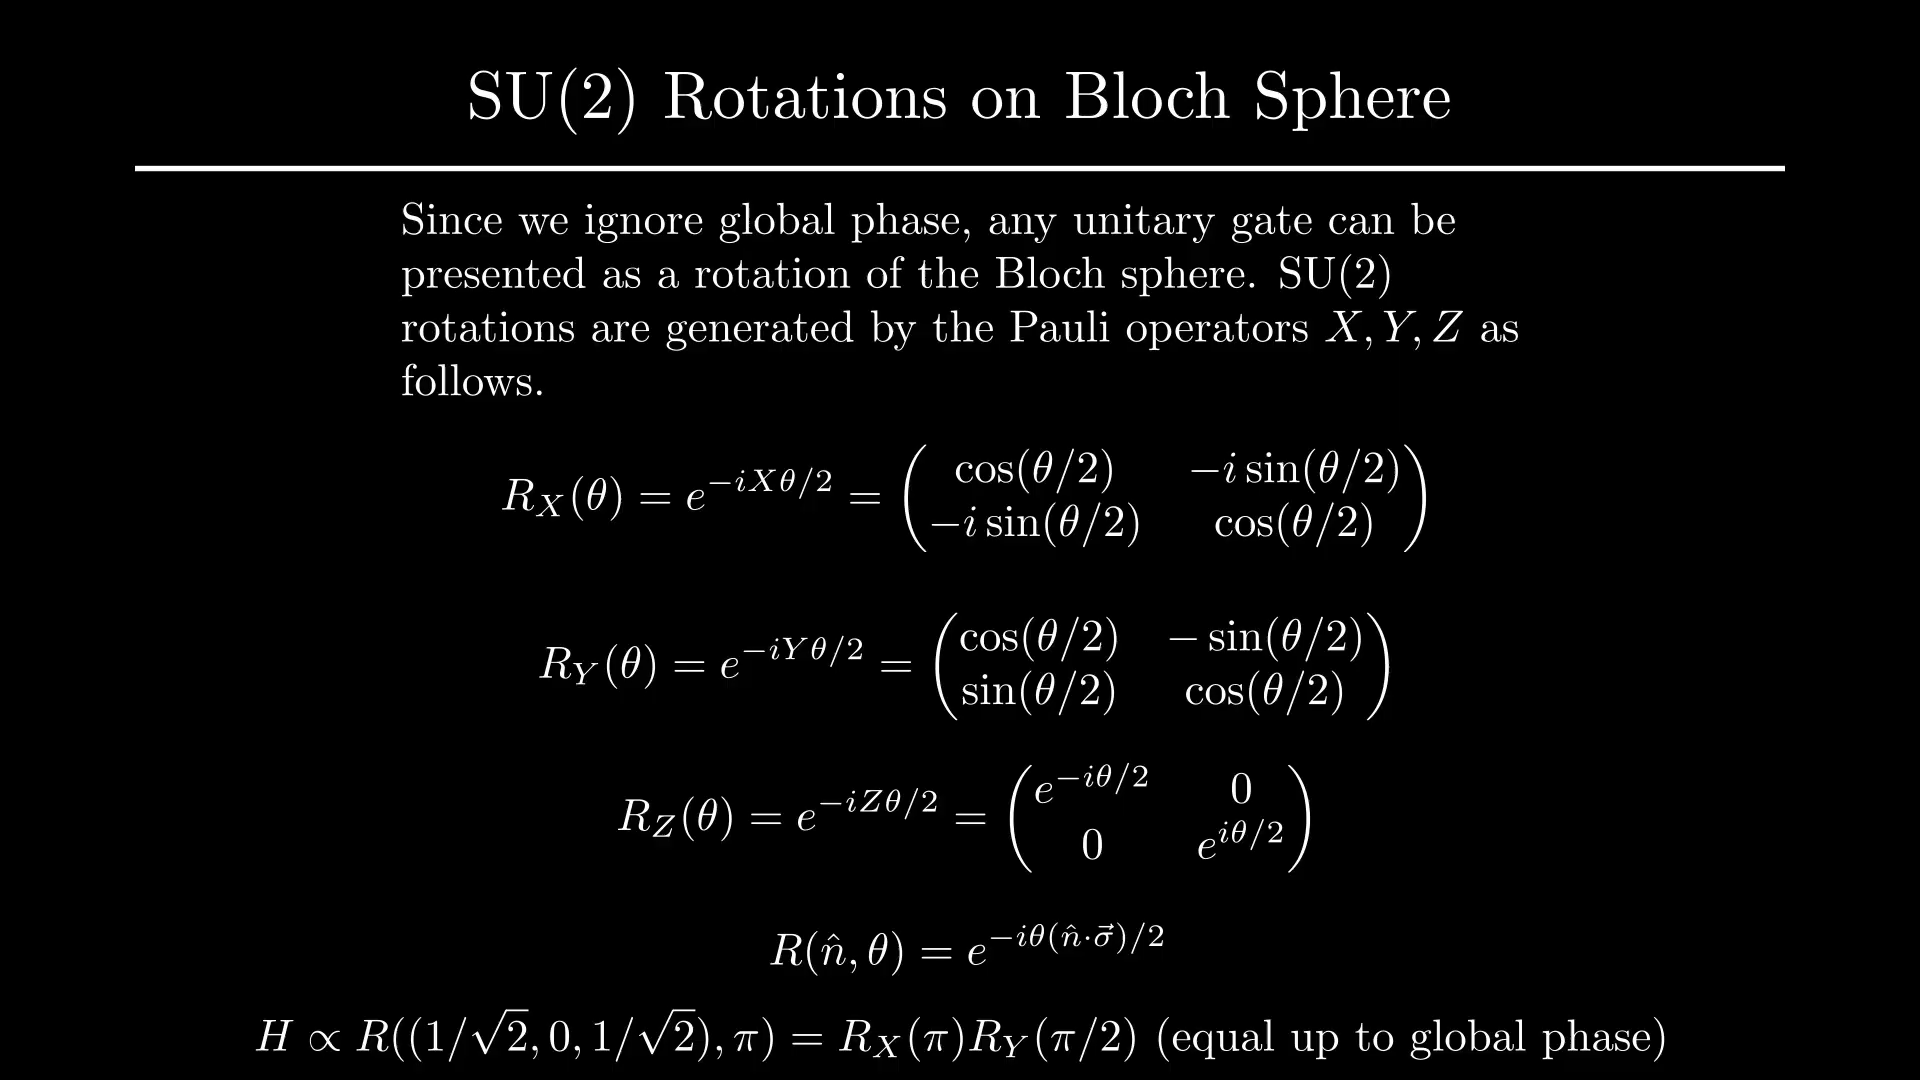 SU(2) Rotations on Bloch Sphere
Since we ignore global phase, any unitary gate can be
presented as a rotation of the Bloch sphere. SU(2)
rotations are generated by the Pauli operators X, Y, Z as
follows.
R_X(θ) = e^{−iXθ/2} = ( cos(θ/2) −i sin(θ/2) ; −i sin(θ/2) cos(θ/2) )
R_Y(θ) = e^{−iYθ/2} = ( cos(θ/2) − sin(θ/2) ; sin(θ/2) cos(θ/2) )
R_Z(θ) = e^{−iZθ/2} = ( e^{−iθ/2} 0 ; 0 e^{iθ/2} )
R(n̂, θ) = e^{−iθ(n̂·σ⃗)/2}
H ∝ R((1/√2, 0, 1/√2), π) = R_X(π)R_Y(π/2) (equal up to global phase)